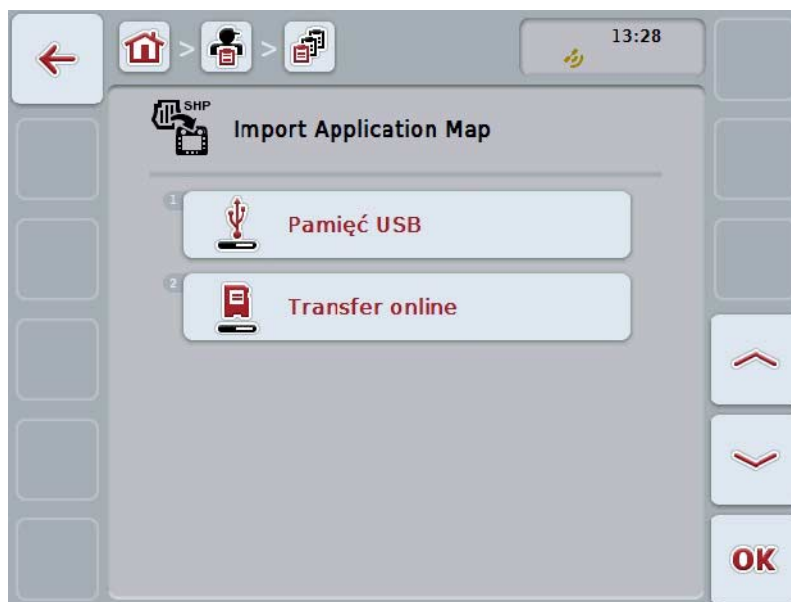 13:28
SHP
Import Application Map
1
Pamięć USB
2
Transfer online
OK